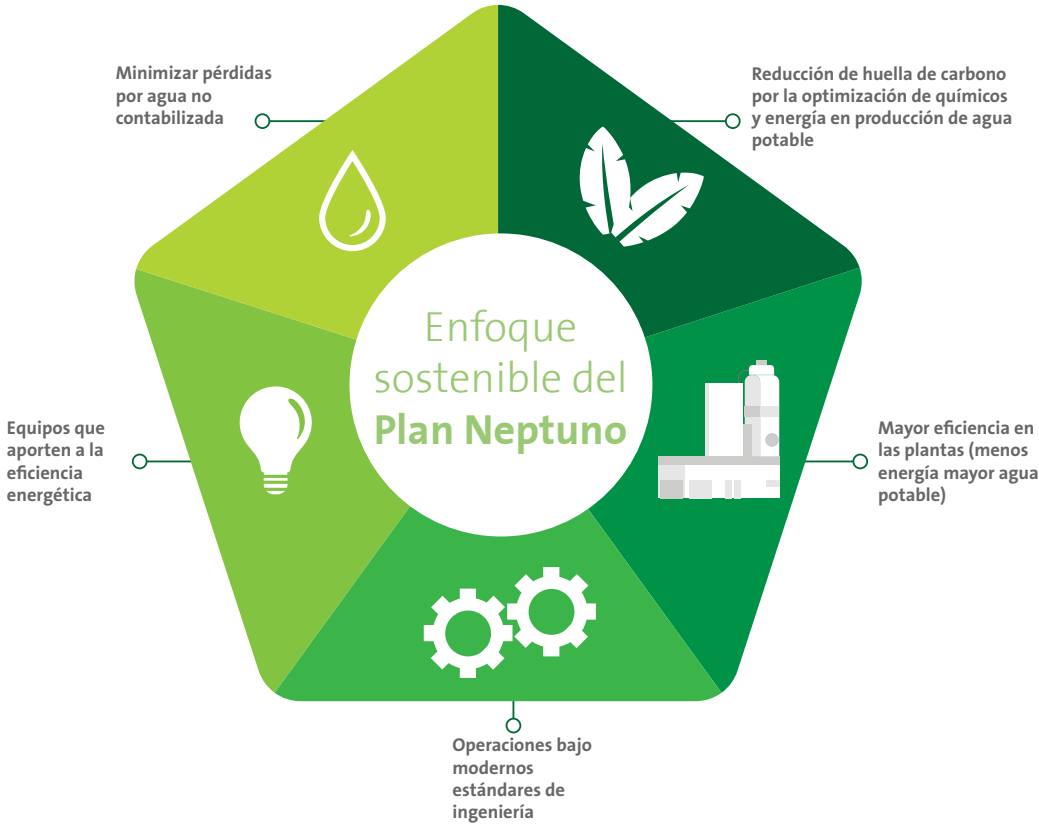 Minimizar pérdidas
por agua no
contabilizada
Reducción de huella de carbono
por la optimización de químicos
y energía en producción de agua
potable
Enfoque
sostenible del
Plan Neptuno
Equipos que
aporten a la
eficiencia
energética
Mayor eficiencia en
las plantas (menos
energía mayor agua
potable)
Operaciones bajo
modernos
estándares de
ingeniería